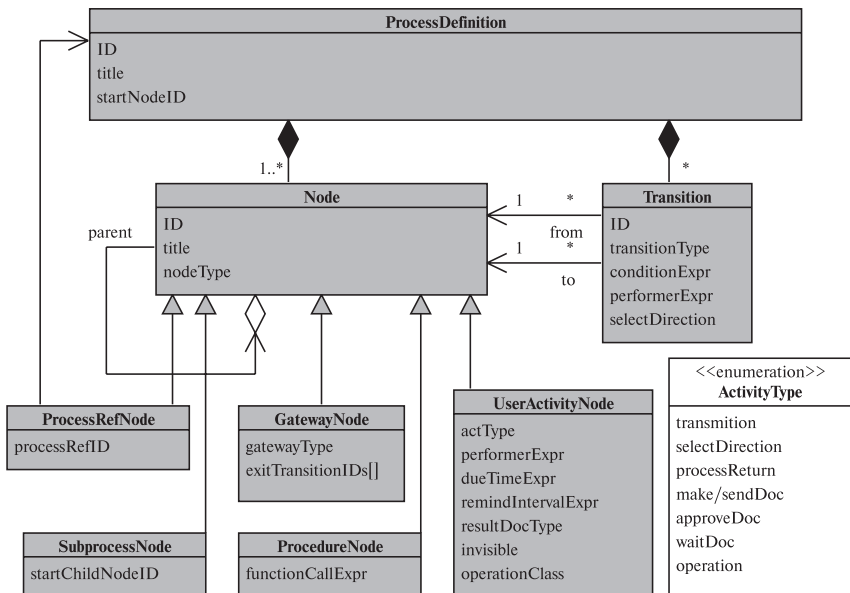 ProcessDefinition
ID
title
startNodeID
1..*
*
Node
ID
title
nodeType
parent
1 *
from
1 *
to
Transition
ID
transitionType
conditionExpr
performerExpr
selectDirection
ProcessRefNode
processRefID
GatewayNode
gatewayType
exitTransitionIDs[]
UserActivityNode
actType
performerExpr
dueTimeExpr
remindIntervalExpr
resultDocType
invisible
operationClass
<<enumeration>>
ActivityType
transmition
selectDirection
processReturn
make/sendDoc
approveDoc
waitDoc
operation
SubprocessNode
startChildNodeID
ProcedureNode
functionCallExpr